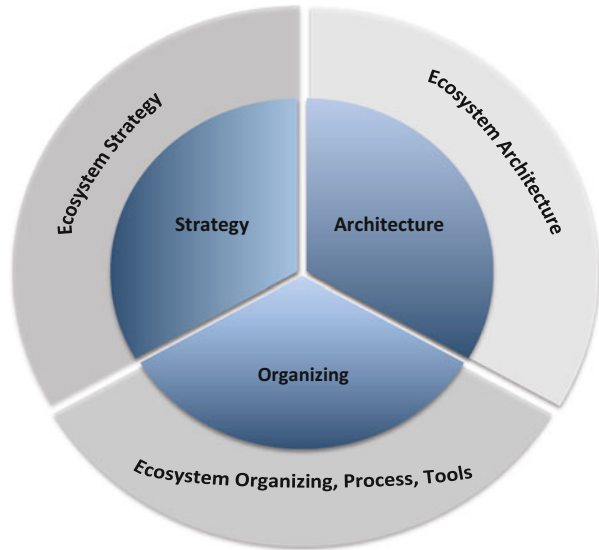 Ecosystem Strategy
Ecosystem Architecture
Strategy
Architecture
Organizing
Ecosystem Organizing, Process, Tools